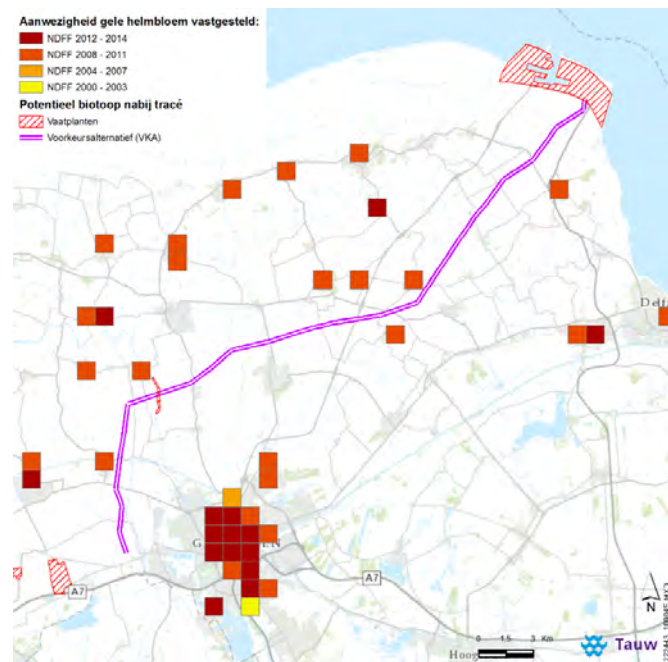 Aanwezigheid gele helmbloem vastgesteld:
NDFF 2012 - 2014
NDFF 2008 - 2011
NDFF 2004 - 2007
NDFF 2000 - 2003
Potentieel biotoop nabij tracé
Vaatplanten
Voorkeursalternatief (VKA)
A7
A7
N
0 1.5 3 Km
Tauw